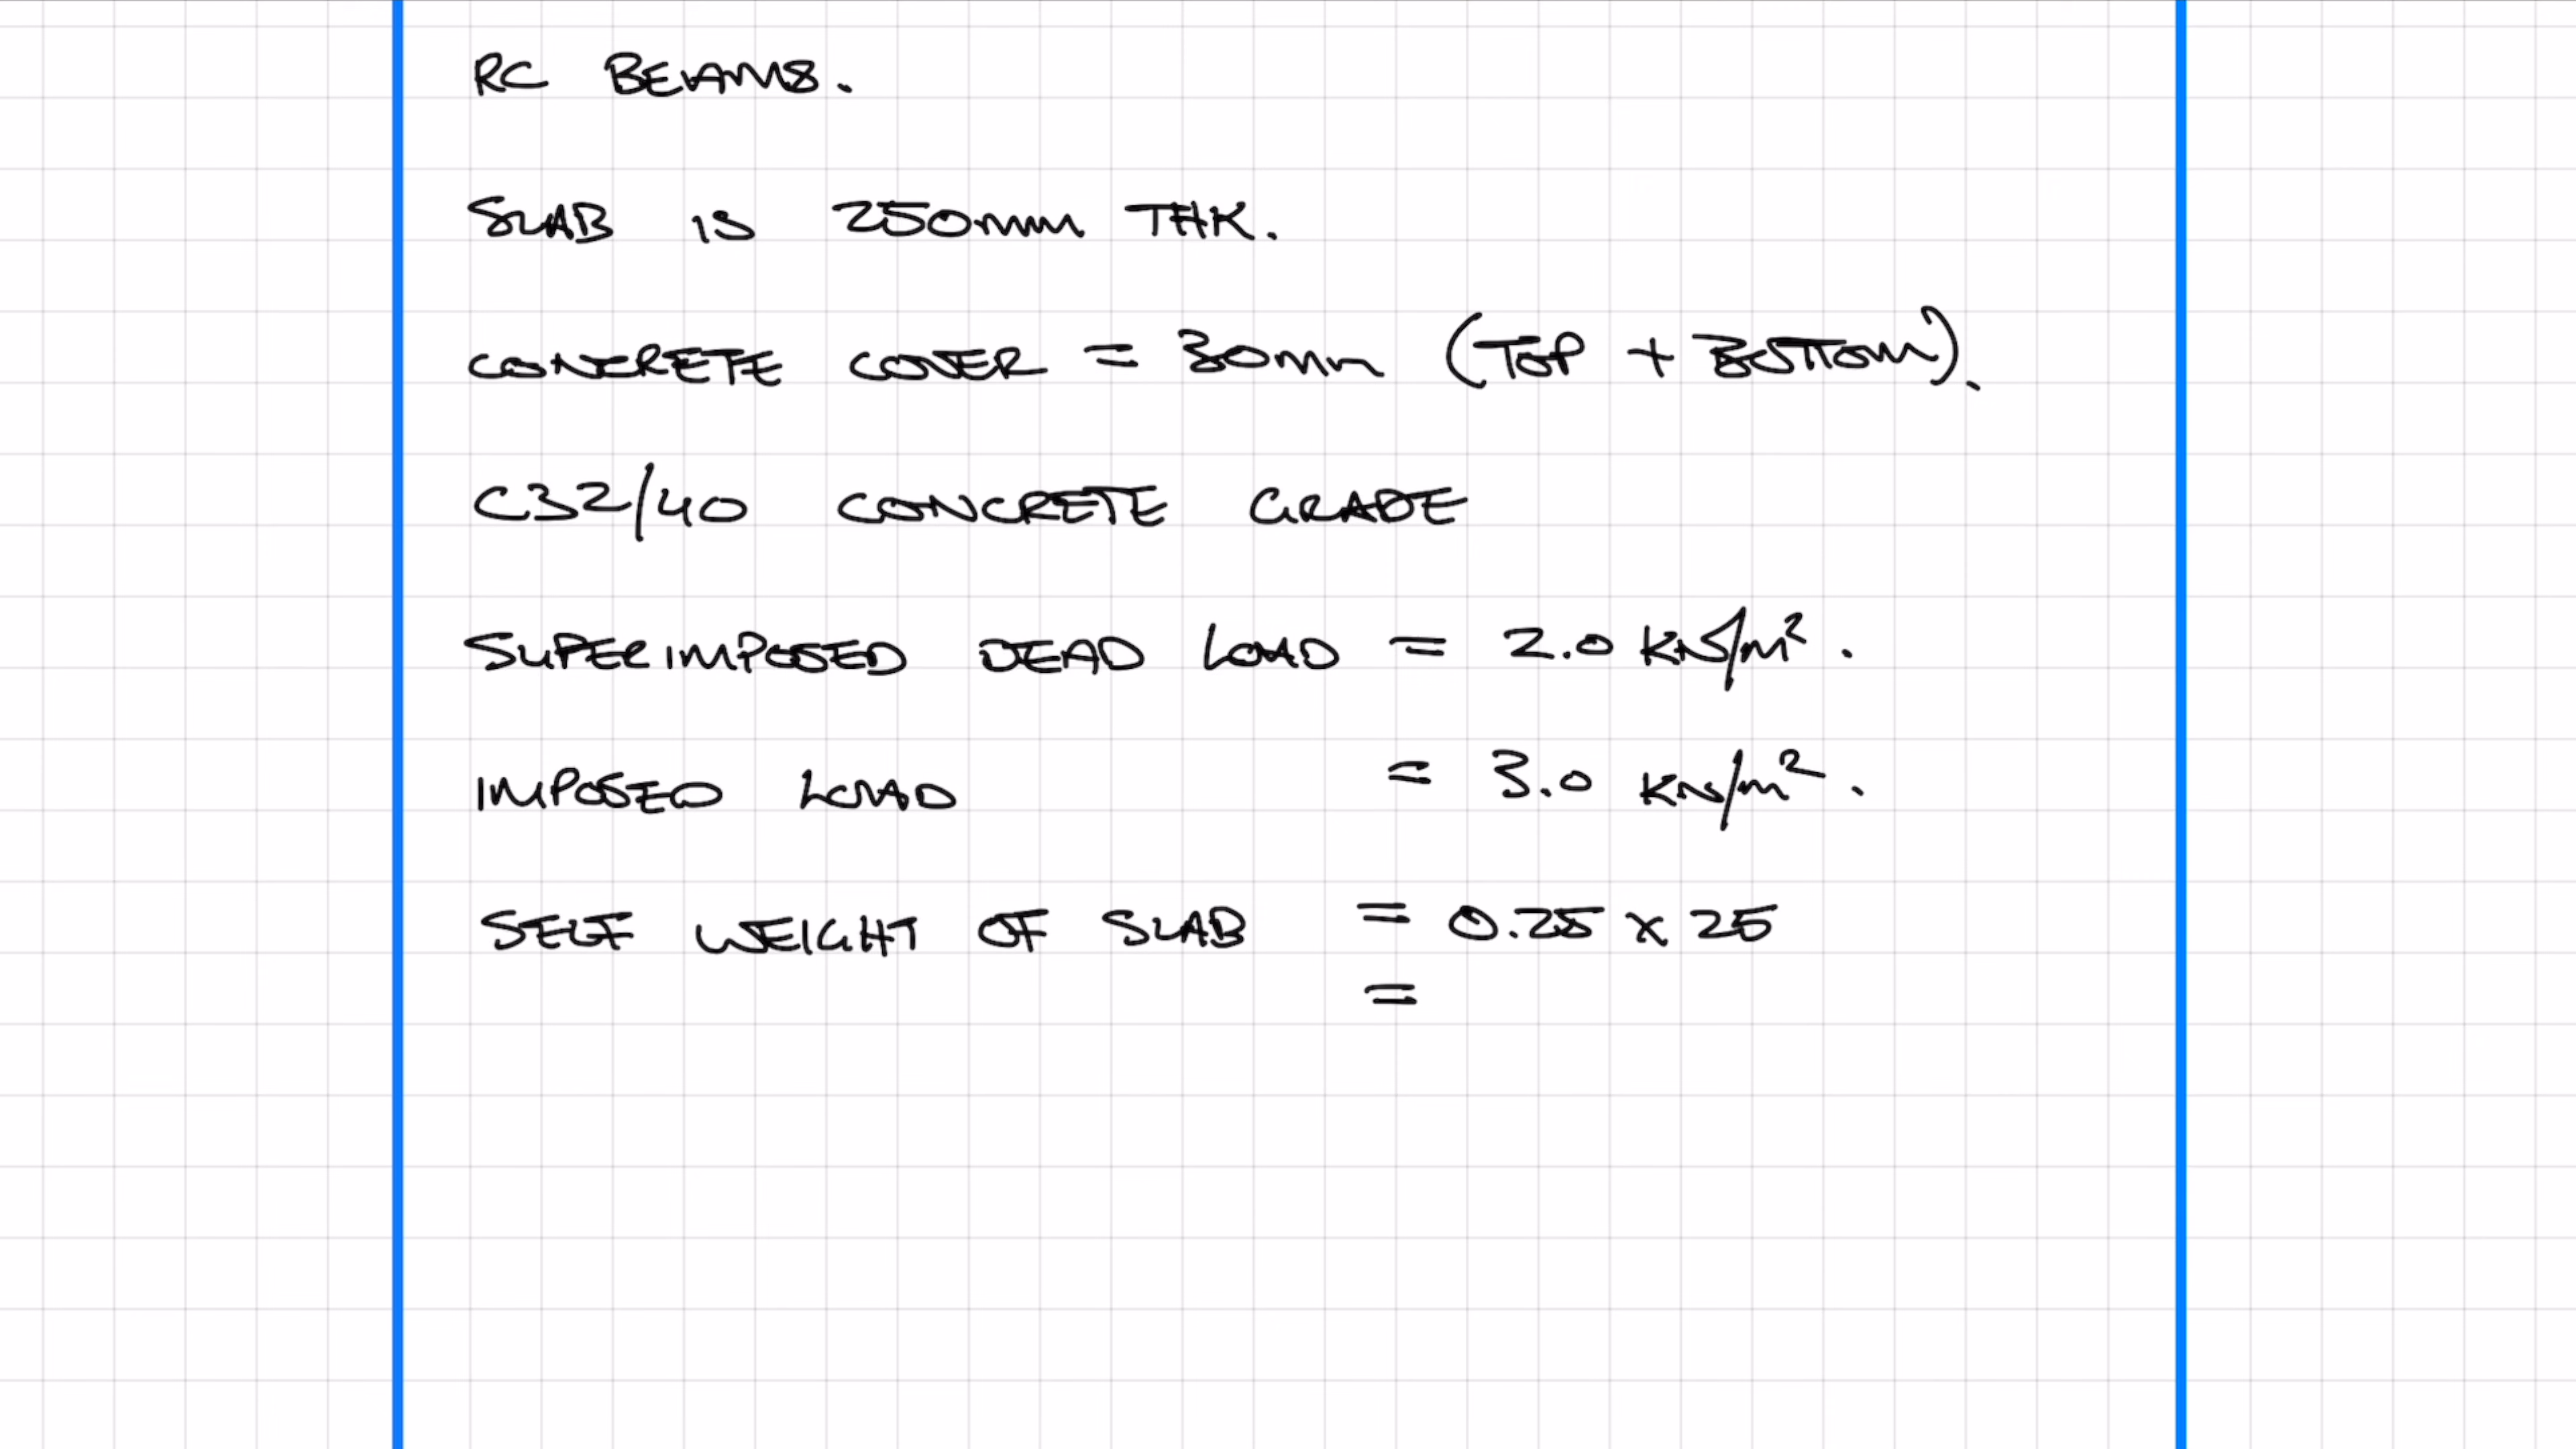 RC BEAMS.
SLAB IS 250mm THK.
CONCRETE COVER = 30mm (TOP + BOTTOM).
C32/40 CONCRETE GRADE
SUPERIMPOSED DEAD LOAD = 2.0 KN/m².
IMPOSED LOAD = 3.0 KN/m².
SELF WEIGHT OF SLAB = 0.25 x 25
=